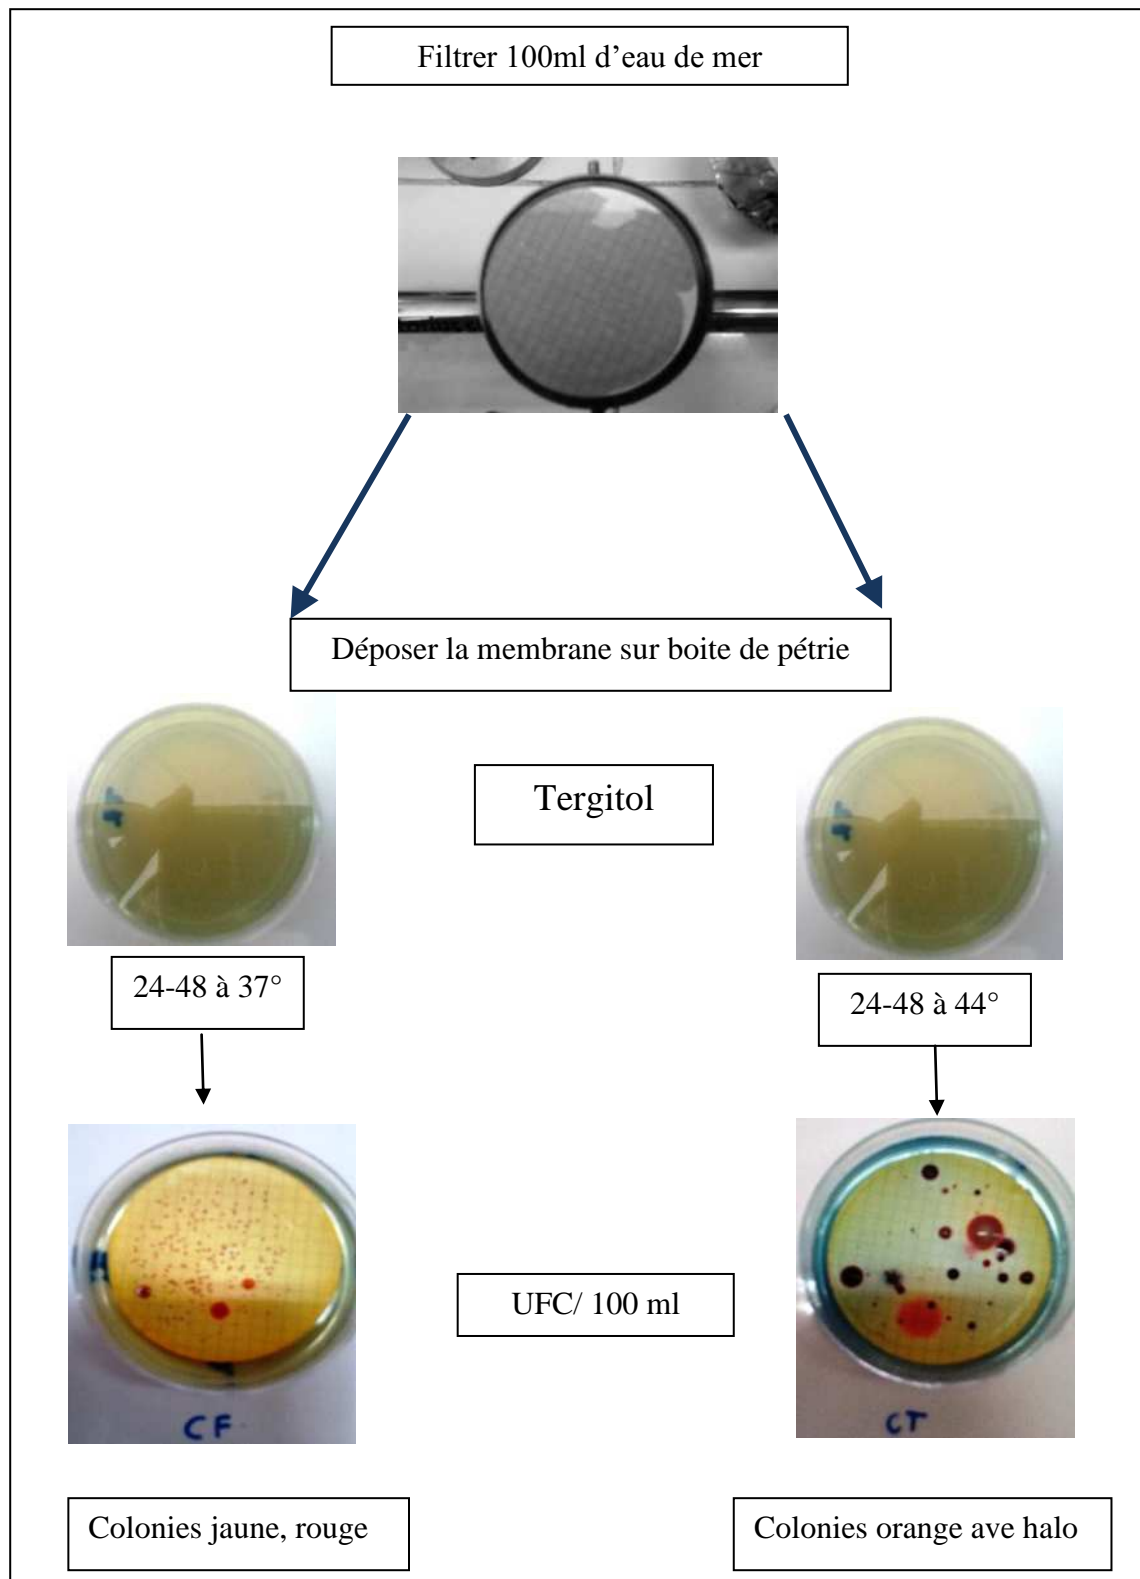 Filtrer 100ml d’eau de mer
Déposer la membrane sur boite de pétrie
Tergitol
24-48 à 37°
24-48 à 44°
UFC/ 100 ml
CF
CT
Colonies jaune, rouge
Colonies orange ave halo